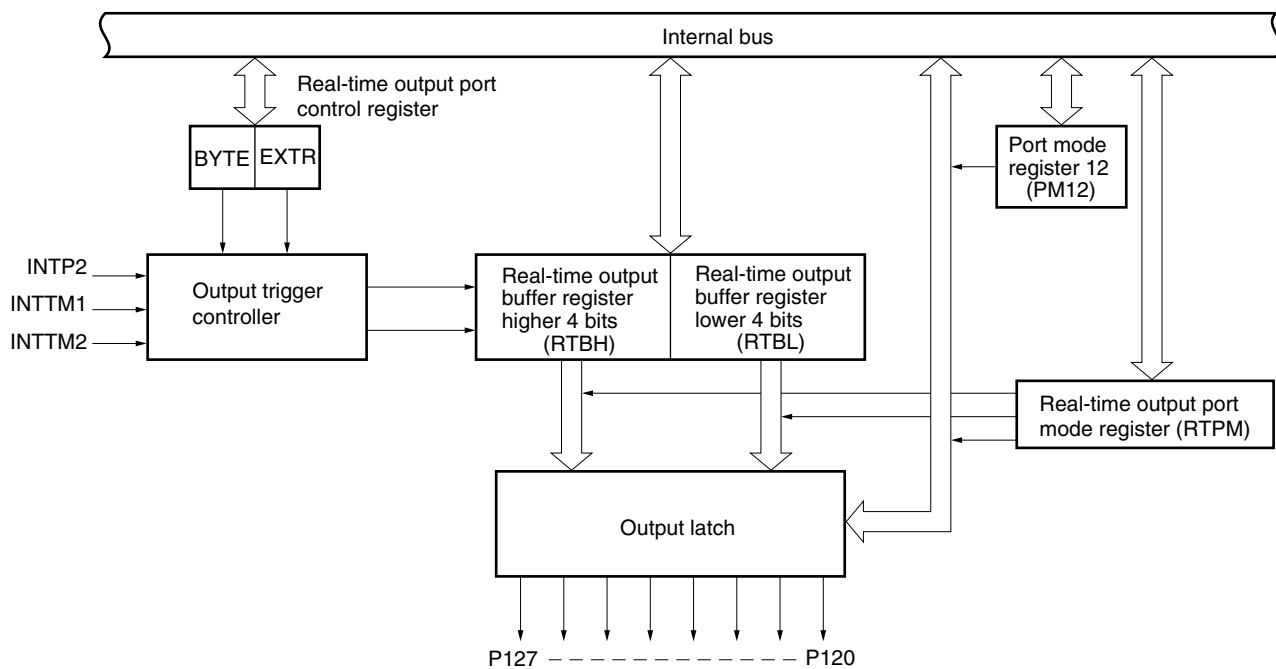 Internal bus
Real-time output port
control register
BYTE
EXTR
Port mode
register 12
(PM12)
INTP2
INTTM1
INTTM2
Output trigger
controller
Real-time output
buffer register
higher 4 bits
(RTBH)
Real-time output
buffer register
lower 4 bits
(RTBL)
Real-time output port
mode register (RTPM)
Output latch
P127
P120